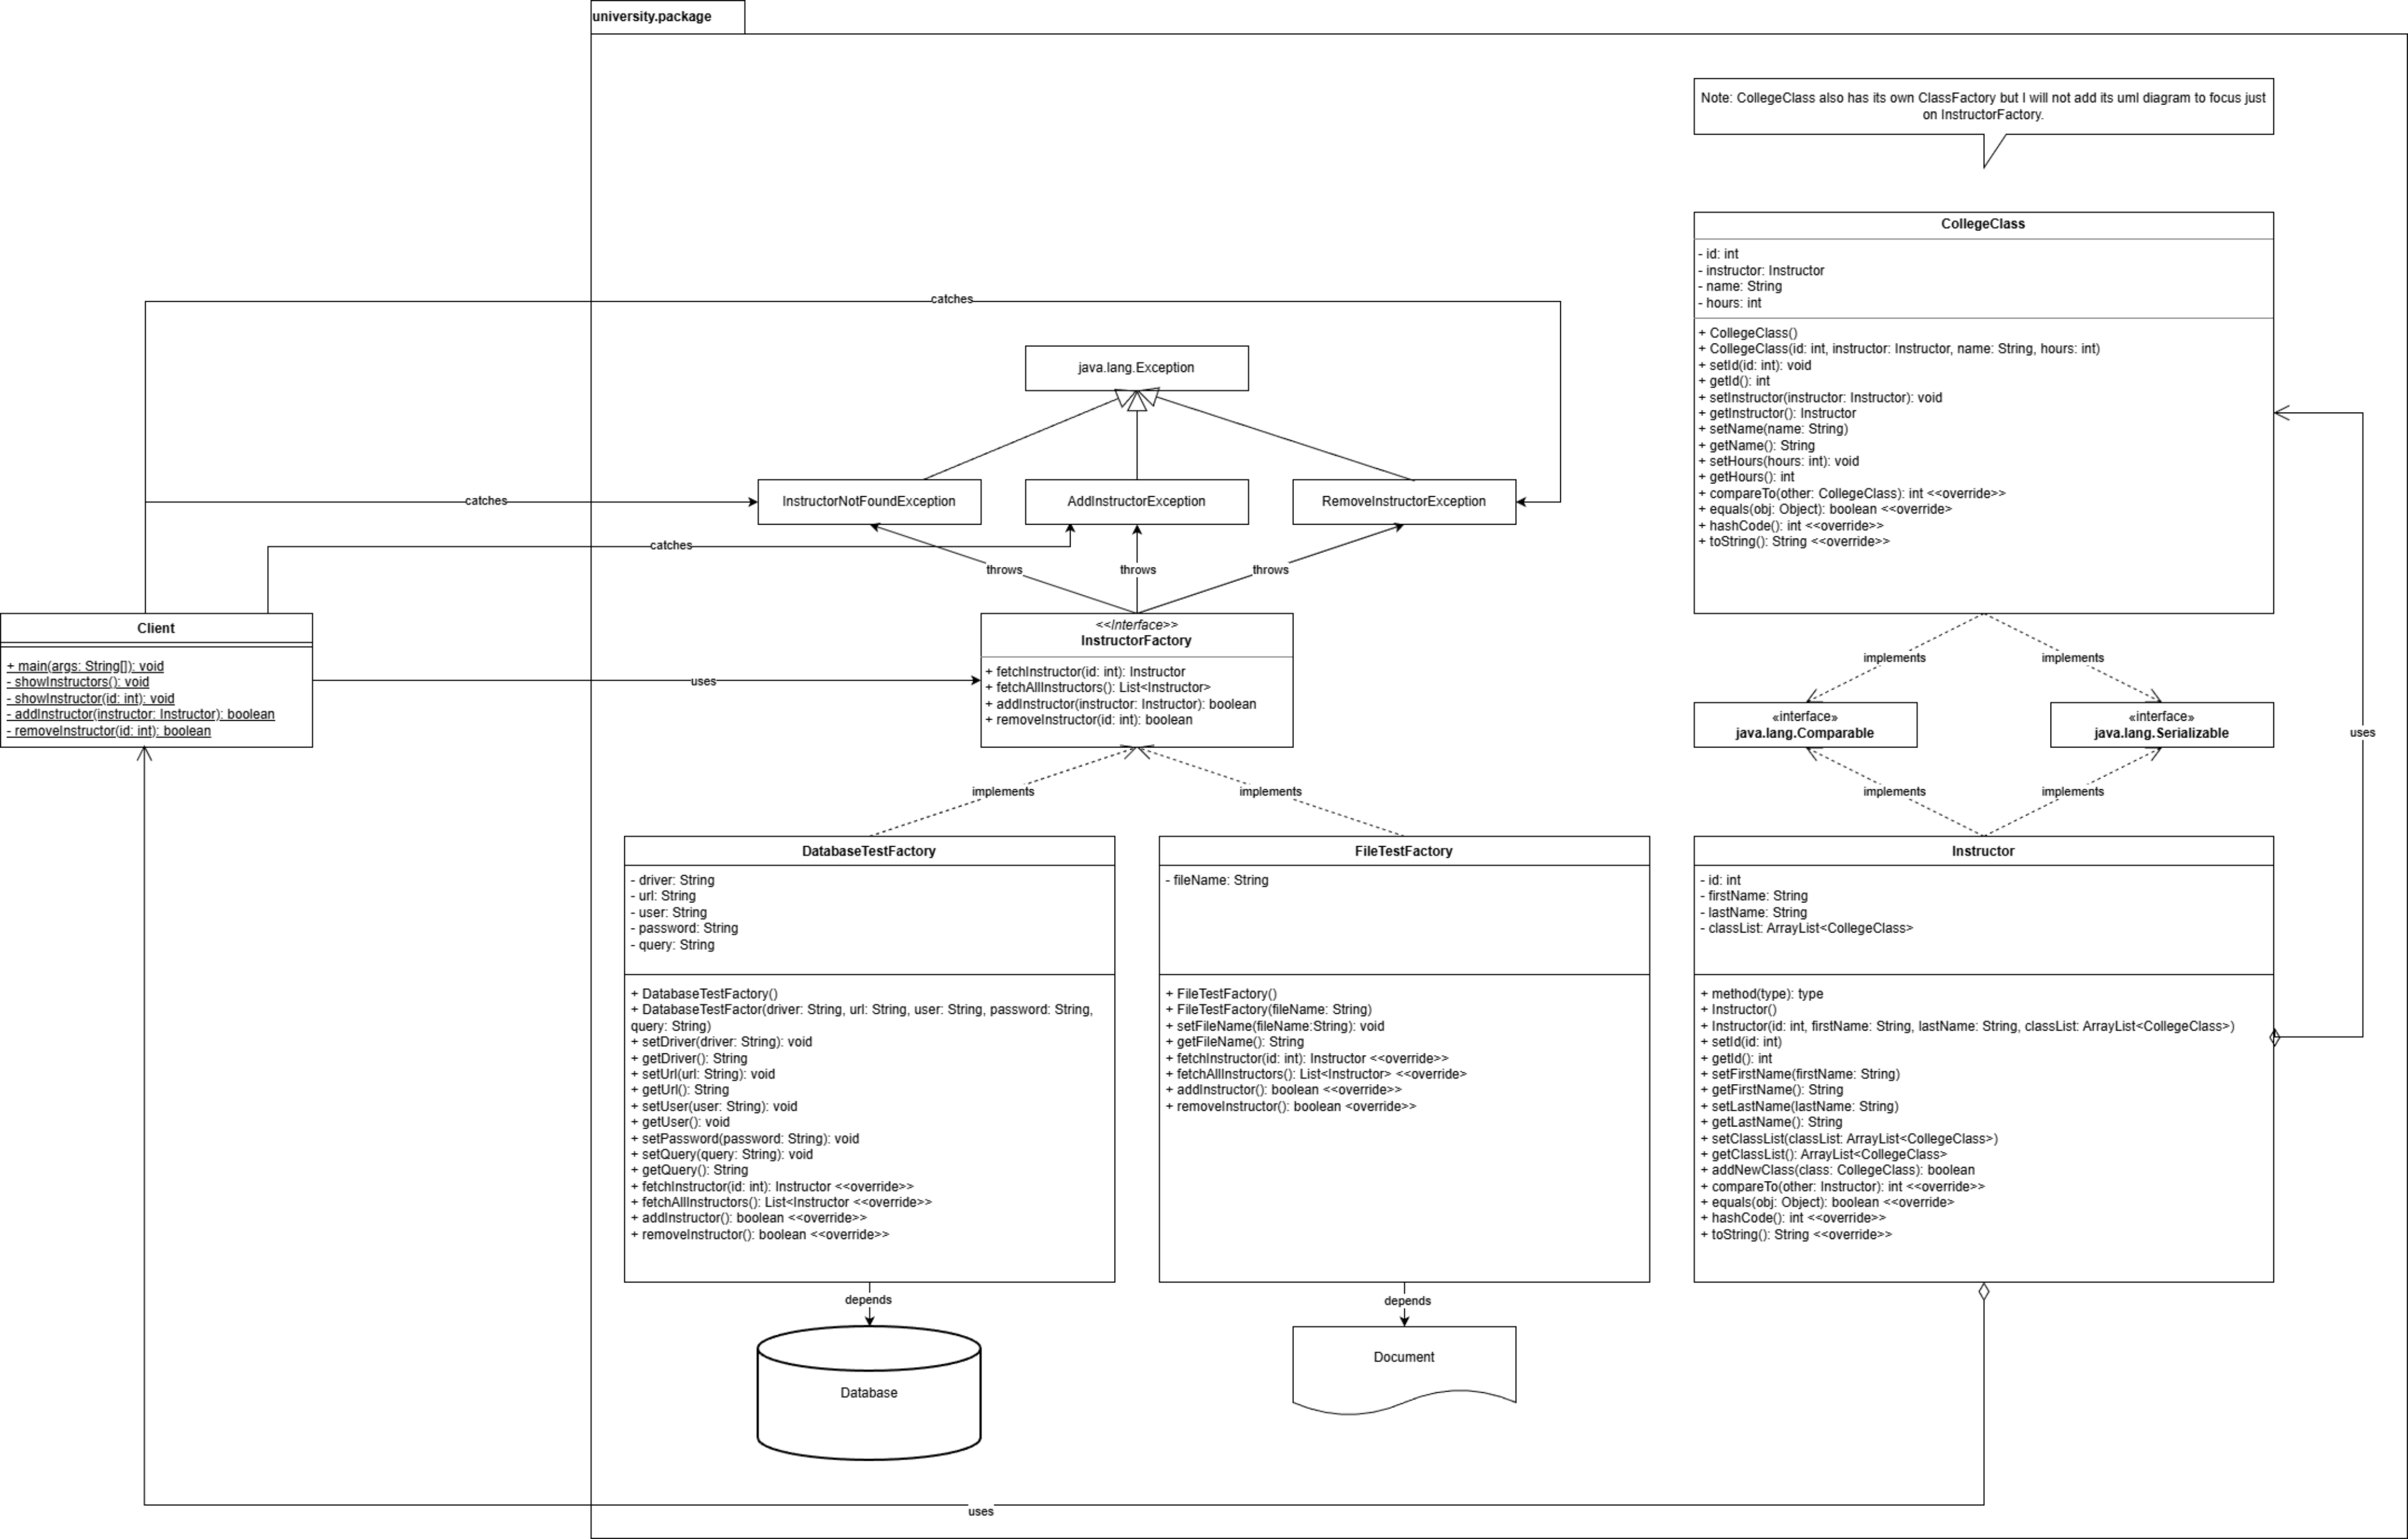 university.package
Note: CollegeClass also has its own ClassFactory but I will not add its uml diagram to focus just
on InstructorFactory.
CollegeClass
- id: int
- instructor: Instructor
- name: String
- hours: int
+ CollegeClass()
+ CollegeClass(id: int, instructor: Instructor, name: String, hours: int)
+ setId(id: int): void
+ getId(): int
+ setInstructor(instructor: Instructor): void
+ getInstructor(): Instructor
+ setName(name: String)
+ getName(): String
+ setHours(hours: int): void
+ getHours(): int
+ compareTo(other: CollegeClass): int <<override>>
+ equals(obj: Object): boolean <<override>
+ hashCode(): int <<override>>
+ toString(): String <<override>>
catches
java.lang.Exception
catches
InstructorNotFoundException
AddInstructorException
RemoveInstructorException
catches
throws
throws
throws
Client
+ main(args: String[]): void
- showInstructors(): void
- showInstructor(id: int): void
- addInstructor(instructor: Instructor): boolean
- removeInstructor(id: int): boolean
uses
<<Interface>>
InstructorFactory
+ fetchInstructor(id: int): Instructor
+ fetchAllInstructors(): List<Instructor>
+ addInstructor(instructor: Instructor): boolean
+ removeInstructor(id: int): boolean
implements
implements
«interface»
java.lang.Comparable
«interface»
java.lang.Serializable
uses
implements
implements
implements
implements
DatabaseTestFactory
- driver: String
- url: String
- user: String
- password: String
- query: String
+ DatabaseTestFactory()
+ DatabaseTestFactor(driver: String, url: String, user: String, password: String,
query: String)
+ setDriver(driver: String): void
+ getDriver(): String
+ setUrl(url: String): void
+ getUrl(): String
+ setUser(user: String): void
+ getUser(): void
+ setPassword(password: String): void
+ setQuery(query: String): void
+ getQuery(): String
+ fetchInstructor(id: int): Instructor <<override>>
+ fetchAllInstructors(): List<Instructor <<override>>
+ addInstructor(): boolean <<override>>
+ removeInstructor(): boolean <<override>>
FileTestFactory
- fileName: String
+ FileTestFactory()
+ FileTestFactory(fileName: String)
+ setFileName(fileName:String): void
+ getFileName(): String
+ fetchInstructor(id: int): Instructor <<override>>
+ fetchAllInstructors(): List<Instructor> <<override>
+ addInstructor(): boolean <<override>>
+ removeInstructor(): boolean <override>>
Instructor
- id: int
- firstName: String
- lastName: String
- classList: ArrayList<CollegeClass>
+ method(type): type
+ Instructor()
+ Instructor(id: int, firstName: String, lastName: String, classList: ArrayList<CollegeClass>)
+ setId(id: int)
+ getId(): int
+ setFirstName(firstName: String)
+ getFirstName(): String
+ setLastName(lastName: String)
+ getLastName(): String
+ setClassList(classList: ArrayList<CollegeClass>)
+ getClassList(): ArrayList<CollegeClass>
+ addNewClass(class: CollegeClass): boolean
+ compareTo(other: Instructor): int <<override>>
+ equals(obj: Object): boolean <<override>
+ hashCode(): int <<override>>
+ toString(): String <<override>>
depends
depends
Database
Document
uses